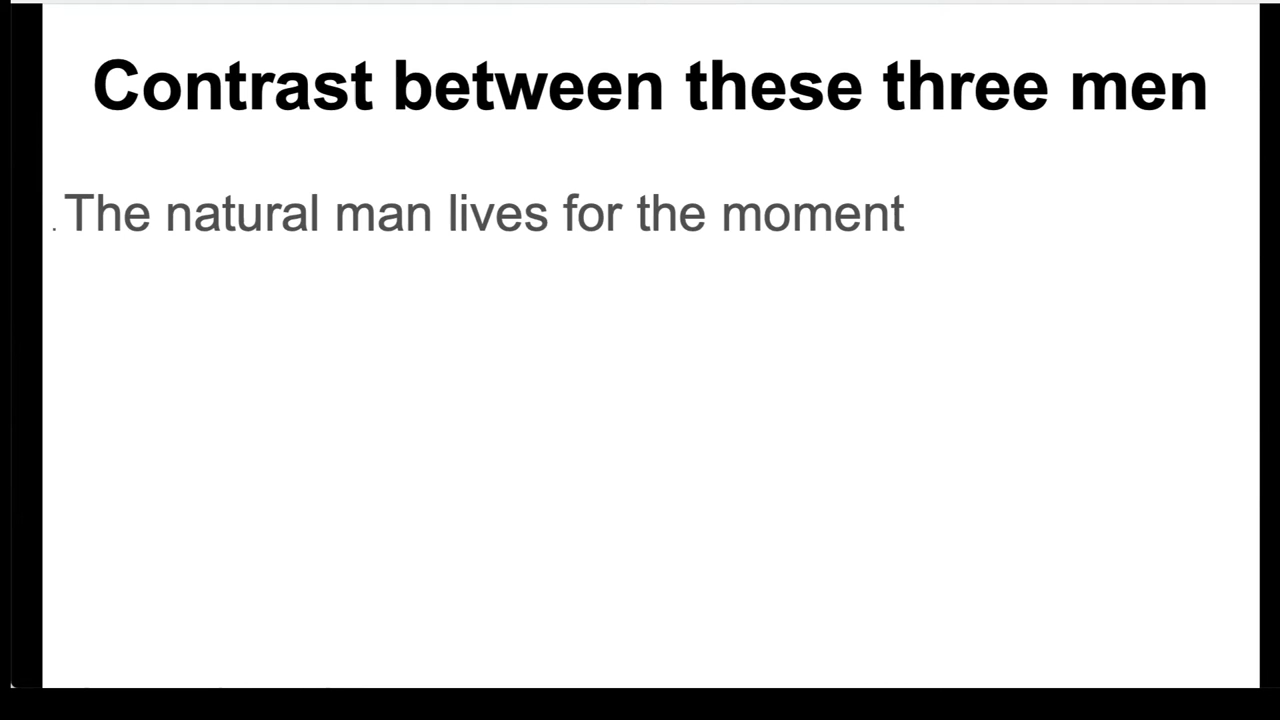 Contrast between these three men
. The natural man lives for the moment